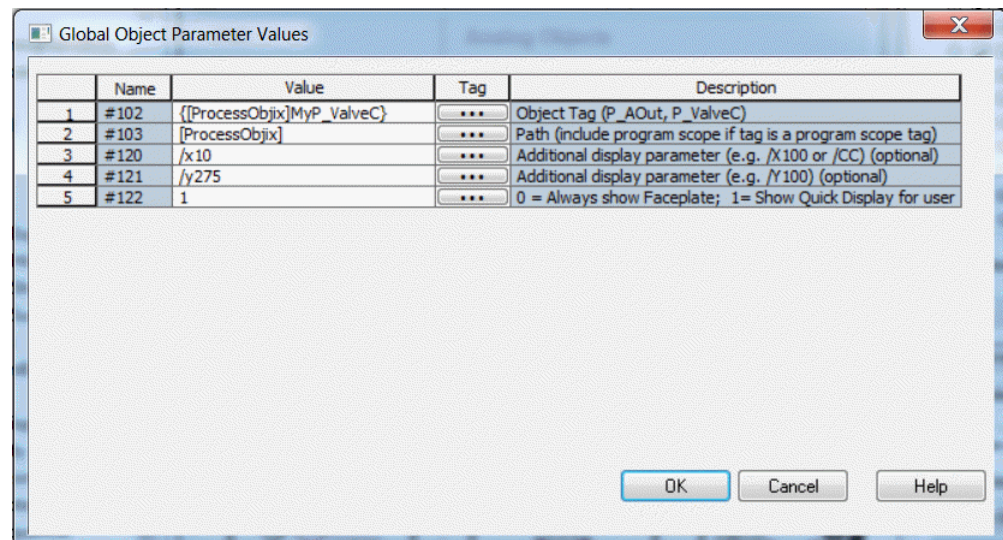 Global Object Parameter Values
Name Value Tag Description
1 #102 {[ProcessObjix]MyP_ValveC} ... Object Tag (P_AOut, P_ValveC)
2 #103 [ProcessObjix] ... Path (include program scope if tag is a program scope tag)
3 #120 /x10 ... Additional display parameter (e.g. /X100 or /CC) (optional)
4 #121 /y275 ... Additional display parameter (e.g. /Y100) (optional)
5 #122 1 ... 0 = Always show Faceplate; 1= Show Quick Display for user
OK Cancel Help